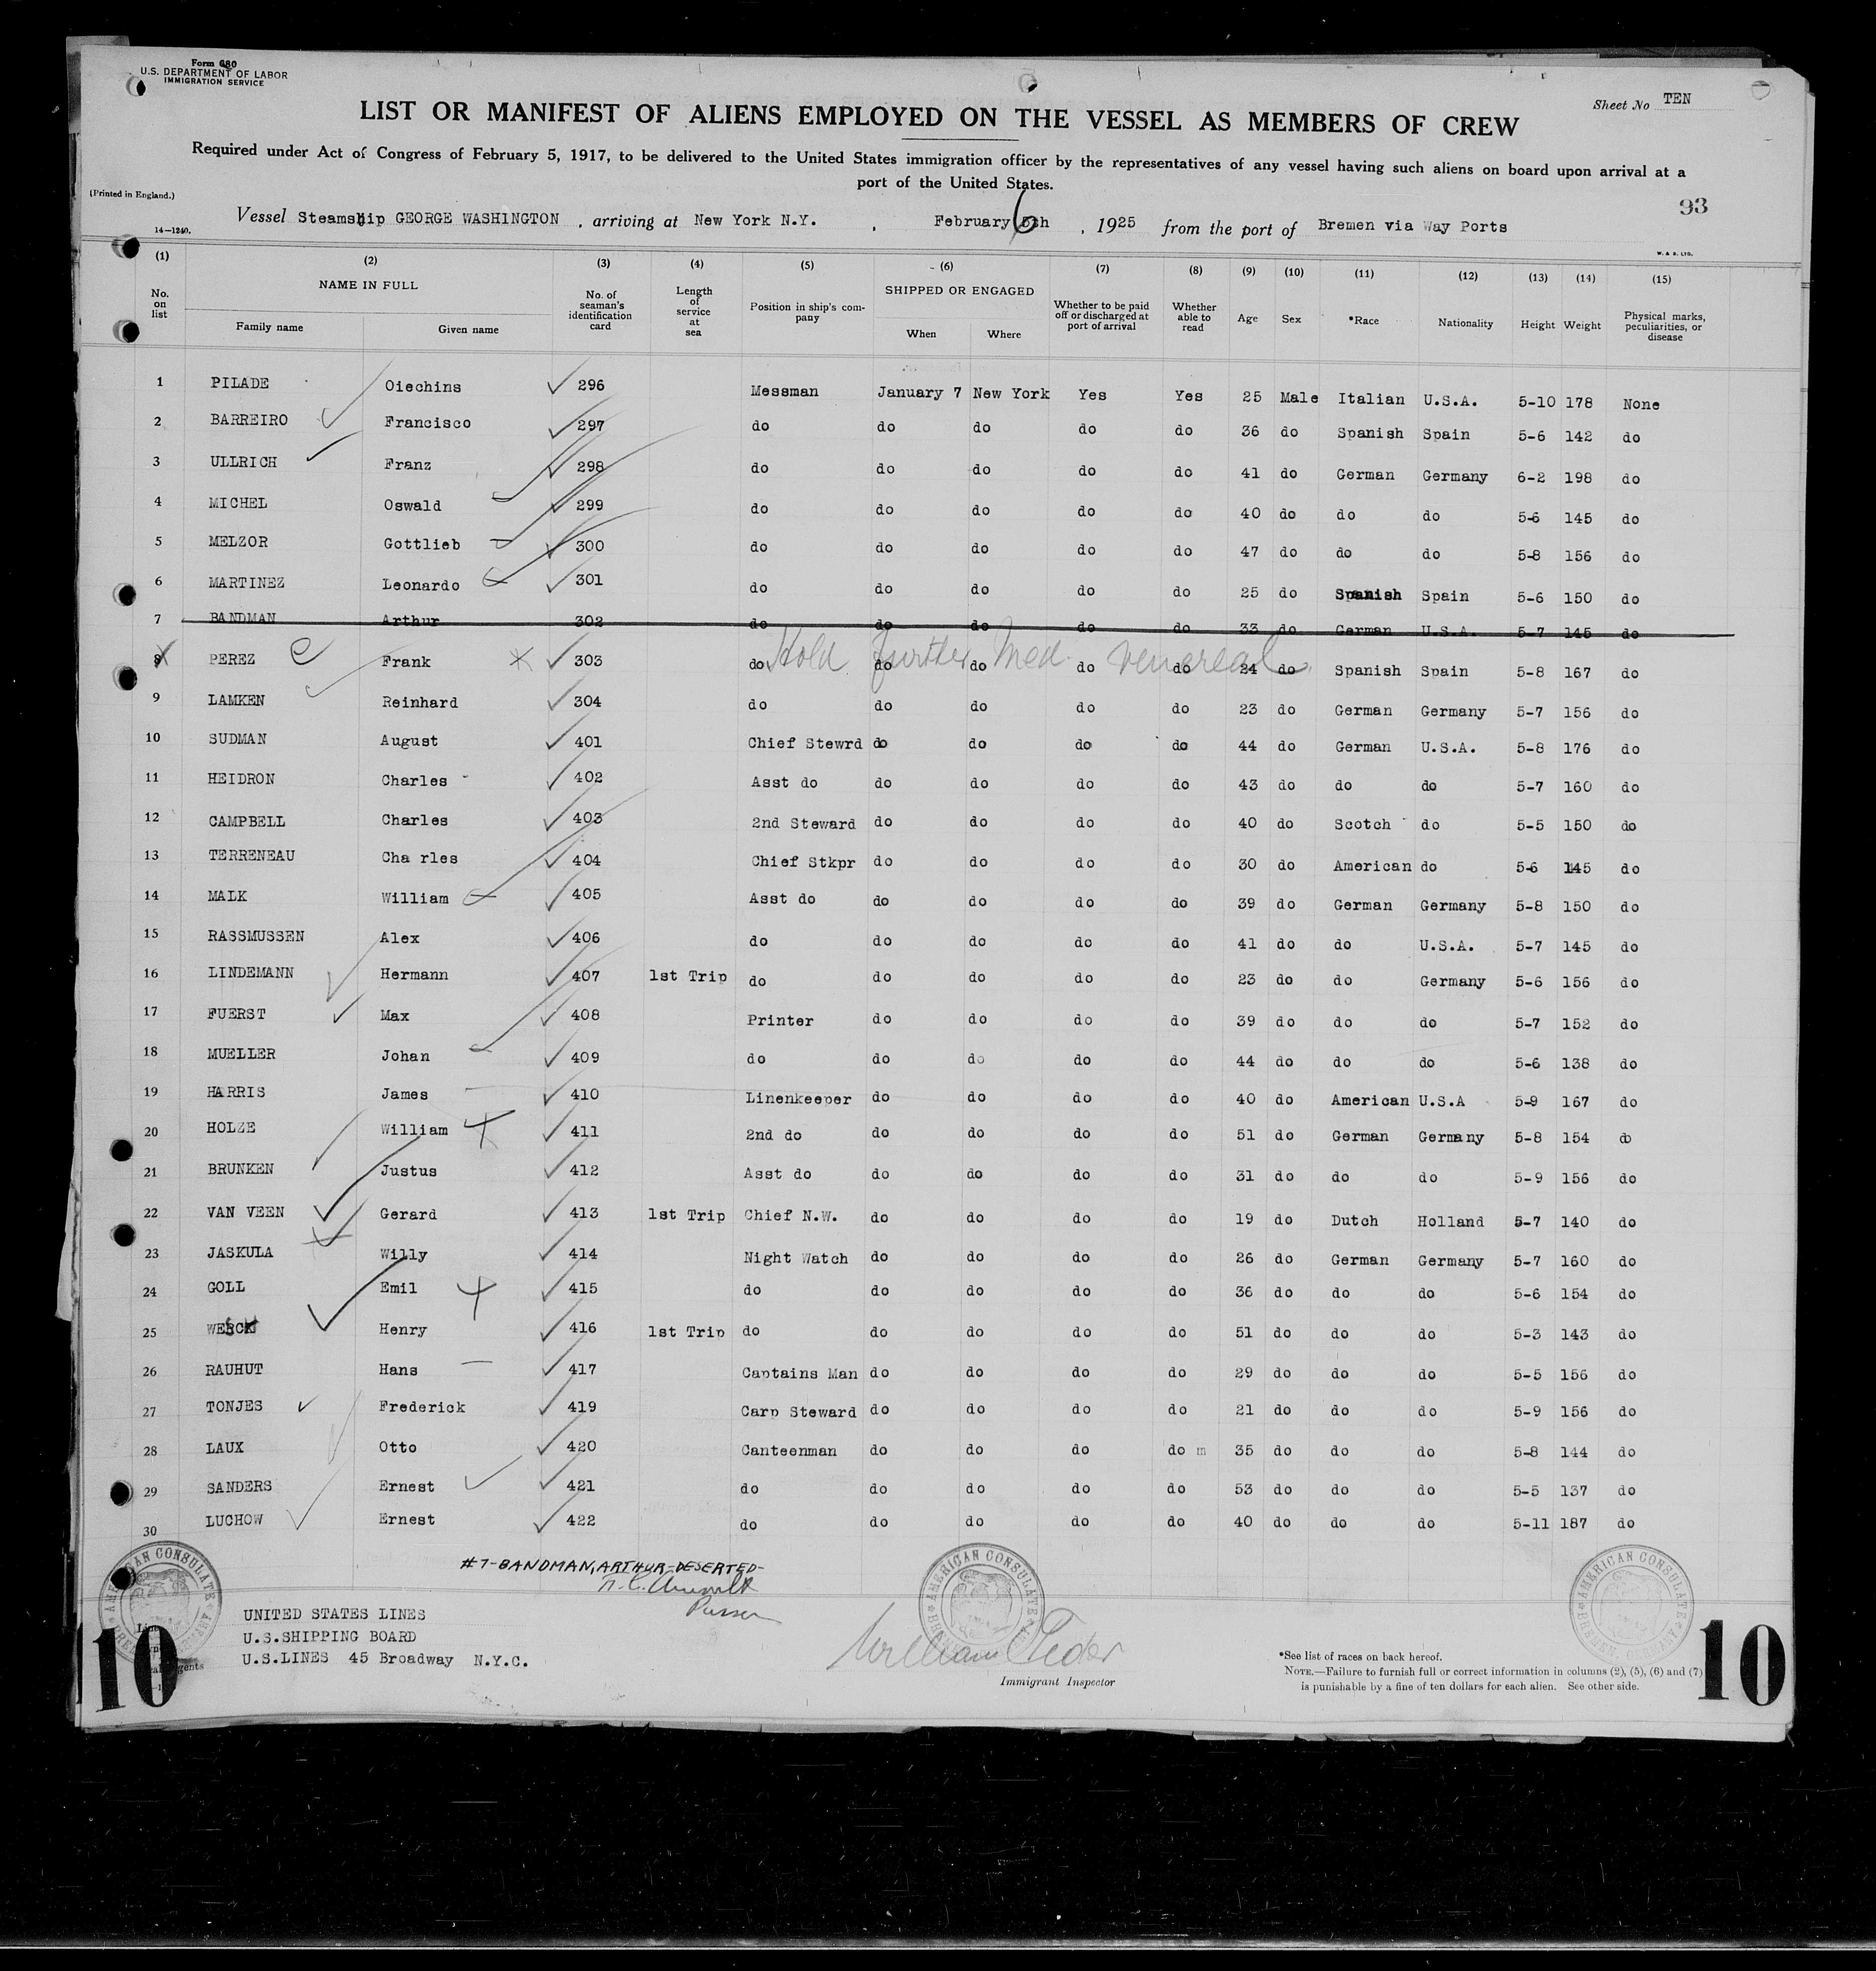 Form 680
U.S. DEPARTMENT OF LABOR
IMMIGRATION SERVICE
Sheet No TEN
LIST OR MANIFEST OF ALIENS EMPLOYED ON THE VESSEL AS MEMBERS OF CREW
Required under Act of Congress of February 5, 1917, to be delivered to the United States immigration officer by the representatives of any vessel having such aliens on board upon arrival at a
port of the United States.
(Printed in England.)
93
Vessel Steamship GEORGE WASHINGTON , arriving at New York N.Y. , February 6 5th , 1925 from the port of Bremen via Way Ports
14—1240.
W. & S. LTD.
(1) (2) (3) (4) (5) (6) (7) (8) (9) (10) (11) (12) (13) (14) (15)
No. on list NAME IN FULL Family name Given name No. of seaman's identification card Length of service at sea Position in ship's company SHIPPED OR ENGAGED When Where Whether to be paid off or discharged at port of arrival Whether able to read Age Sex *Race Nationality Height Weight Physical marks, peculiarities, or disease
1 PILADE Oiechins 296 Messman January 7 New York Yes Yes 25 Male Italian U.S.A. 5-10 178 None
2 BARREIRO Francisco 297 do do do do do 36 do Spanish Spain 5-6 142 do
3 ULLRICH Franz 298 do do do do do 41 do German Germany 6-2 198 do
4 MICHEL Oswald 299 do do do do do 40 do do do 5-6 145 do
5 MELZOR Gottlieb 300 do do do do do 47 do do do 5-8 156 do
6 MARTINEZ Leonardo 301 do do do do do 25 do Spanish Spain 5-6 150 do
7 BANDMAN Arthur 302 do do do do do 33 do German U.S.A. 5-7 145 do
Hold further Med. venereal
8 PEREZ Frank 303 do do do do do 24 do Spanish Spain 5-8 167 do
9 LAMKEN Reinhard 304 do do do do do 23 do German Germany 5-7 156 do
10 SUDMAN August 401 Chief Stewrd do do do do 44 do German U.S.A. 5-8 176 do
11 HEIDRON Charles 402 Asst do do do do do 43 do do do 5-7 160 do
12 CAMPBELL Charles 403 2nd Steward do do do do 40 do Scotch do 5-5 150 do
13 TERRENEAU Cha rles 404 Chief Stkpr do do do do 30 do American do 5-6 145 do
14 MALK William 405 Asst do do do do do 39 do German Germany 5-8 150 do
15 RASSMUSSEN Alex 406 do do do do do 41 do do U.S.A. 5-7 145 do
16 LINDEMANN Hermann 407 1st Trip do do do do do 23 do do Germany 5-6 156 do
17 FUERST Max 408 Printer do do do do 39 do do do 5-7 152 do
18 MUELLER Johan 409 do do do do do 44 do do do 5-6 138 do
19 HARRIS James 410 Linenkeeper do do do do 40 do American U.S.A 5-9 167 do
20 HOLZE William 411 2nd do do do do do 51 do German Germany 5-8 154 do
21 BRUNKEN Justus 412 Asst do do do do do 31 do do do 5-9 156 do
22 VAN VEEN Gerard 413 1st Trip Chief N.W. do do do do 19 do Dutch Holland 5-7 140 do
23 JASKULA Willy 414 Night Watch do do do do 26 do German Germany 5-7 160 do
24 GOLL Emil 415 do do do do do 36 do do do 5-6 154 do
25 Henry 416 1st Trip do do do do do 51 do do do 5-3 143 do
26 RAUHUT Hans 417 Captains Man do do do do 29 do do do 5-5 156 do
27 TONJES Frederick 419 Carp Steward do do do do 21 do do do 5-9 156 do
28 LAUX Otto 420 Canteenman do do do do m 35 do do do 5-8 144 do
29 SANDERS Ernest 421 do do do do do 53 do do do 5-5 137 do
30 LUCHOW Ernest 422 do do do do do 40 do do do 5-11 187 do
#7-BANDMAN, ARTHUR-DESERTED-
Purser
AMERICAN CONSULATE
AMERICAN CONSULATE
AMERICAN CONSULATE BREMEN, GERMANY
UNITED STATES LINES
U.S.SHIPPING BOARD
U.S.LINES 45 Broadway N.Y.C.
William
Immigrant Inspector
*See list of races on back hereof.
NOTE.—Failure to furnish full or correct information in columns (2), (5), (6) and (7)
is punishable by a fine of ten dollars for each alien. See other side.
10
10